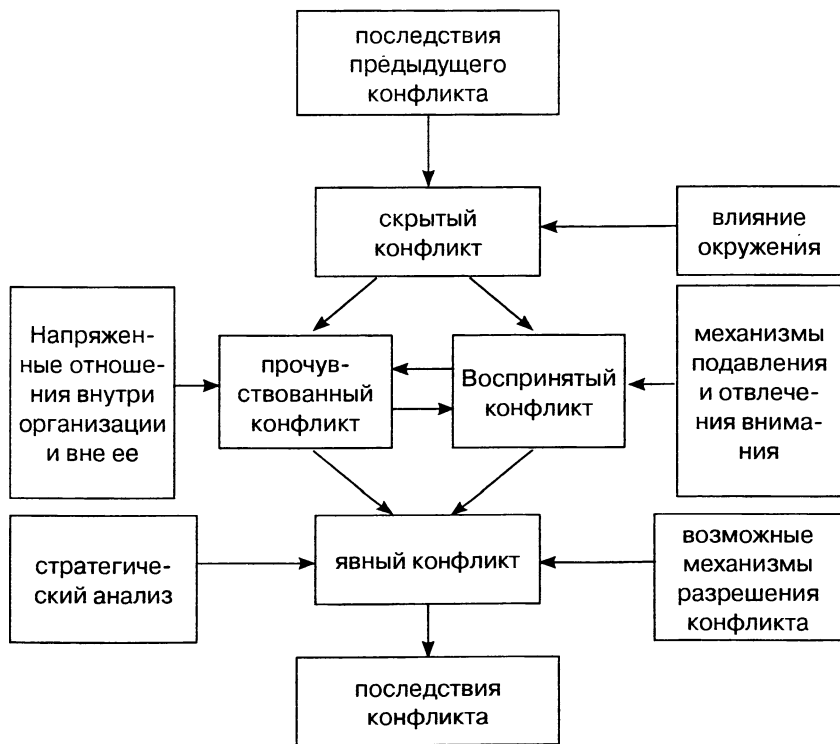 последствия
предыдущего
конфликта
скрытый
конфликт
влияние
окружения
Напряжен-
ные отноше-
ния внутри
организации
и вне ее
прочув-
ствованный
конфликт
Воспринятый
конфликт
механизмы
подавления
и отвлече-
ния внима-
ния
стратегиче-
ский анализ
явный конфликт
возможные
механизмы
разрешения
конфликта
последствия
конфликта